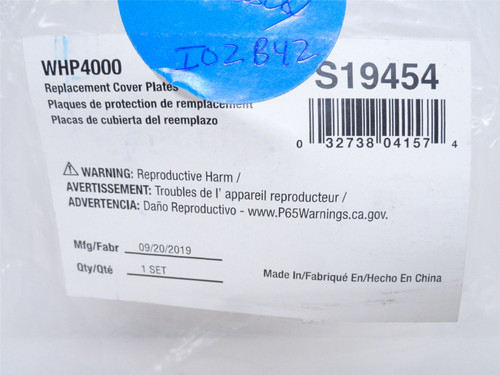 IO2B42
WHP4000
Replacement Cover Plates
Plaques de protection de remplacement
Placas de cubierta del reemplazo
S19454
0 32738 04157 4
WARNING: Reproductive Harm /
AVERTISSEMENT: Troubles de l' appareil reproducteur /
ADVERTENCIA: Daño Reproductivo - www.P65Warnings.ca.gov.
Mfg/Fabr 09/20/2019
Qty/Qté 1 SET
Made In/Fabriqué En/Hecho En China